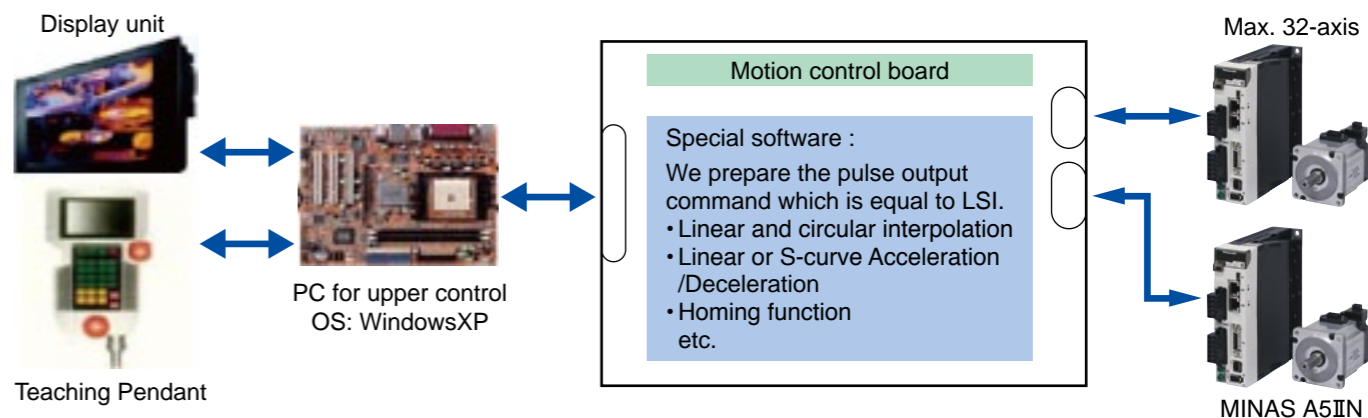 Display unit
Teaching Pendant
PC for upper control
OS: WindowsXP
Motion control board
Special software :
We prepare the pulse output
command which is equal to LSI.
・Linear and circular interpolation
・Linear or S-curve Acceleration
/Deceleration
・Homing function
etc.
Max. 32-axis
MINAS A5ⅡN